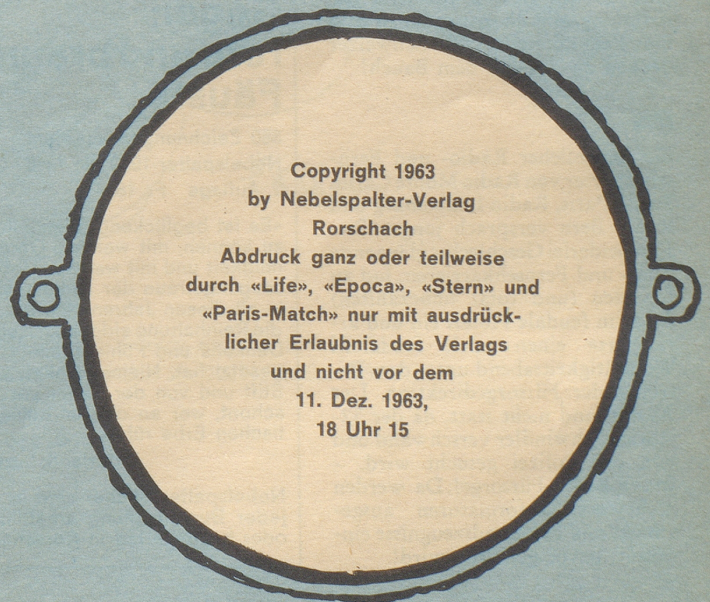 Copyright 1963
by Nebelspalter-Verlag
Rorschach
Abdruck ganz oder teilweise
durch «Life», «Epoca», «Stern» und
«Paris-Match» nur mit ausdrück-
licher Erlaubnis des Verlags
und nicht vor dem
11. Dez. 1963,
18 Uhr 15